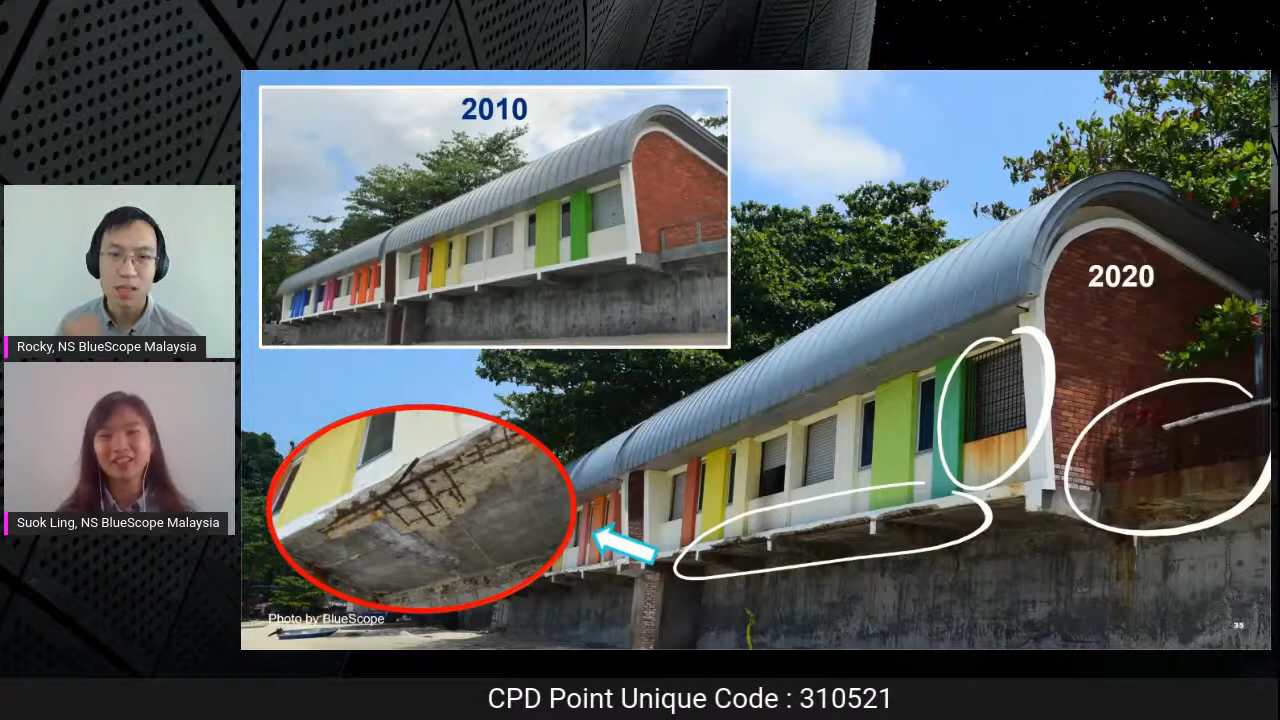 2010
2020
Rocky, NS BlueScope Malaysia
Suok Ling, NS BlueScope Malaysia
Photo by BlueScope
35
CPD Point Unique Code : 310521